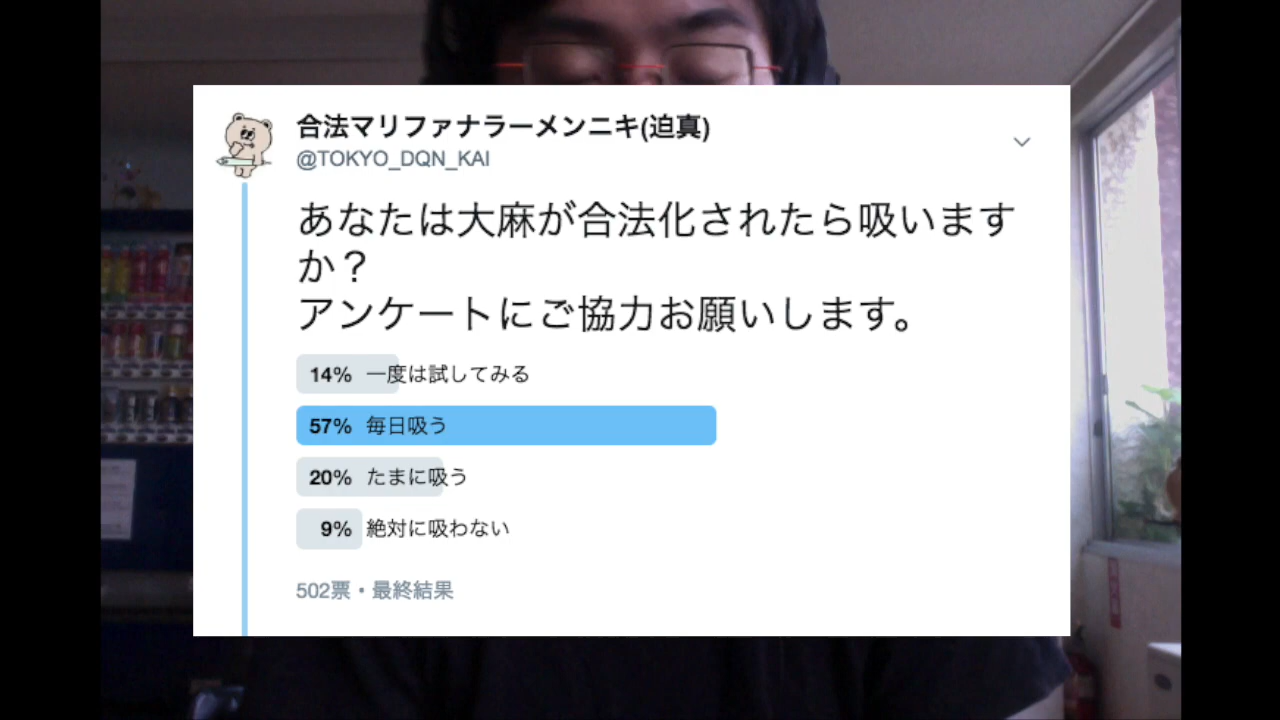 合法マリファナラーメンニキ(迫真)
@TOKYO_DQN_KAI
あなたは大麻が合法化されたら吸います
か？
アンケートにご協力お願いします。
14% 一度は試してみる
57% 毎日吸う
20% たまに吸う
9% 絶対に吸わない
502票・最終結果